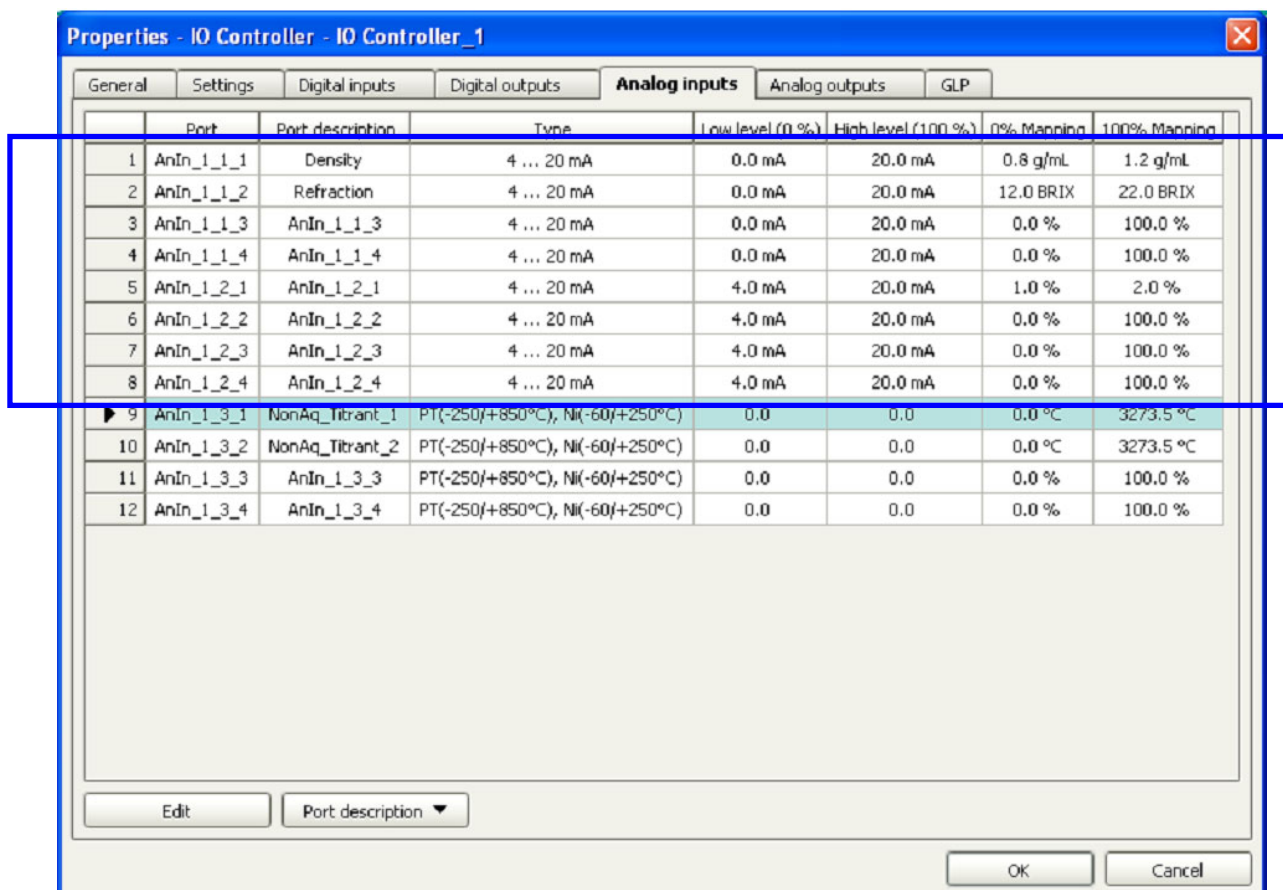 Properties - IO Controller - IO Controller_1
General Settings Digital inputs Digital outputs Analog inputs Analog outputs GLP
Port Port description Type Low level (0 %) High level (100 %) 0% Mapping 100% Mapping
1 AnIn_1_1_1 Density 4 ... 20 mA 0.0 mA 20.0 mA 0.8 g/mL 1.2 g/mL
2 AnIn_1_1_2 Refraction 4 ... 20 mA 0.0 mA 20.0 mA 12.0 BRIX 22.0 BRIX
3 AnIn_1_1_3 AnIn_1_1_3 4 ... 20 mA 0.0 mA 20.0 mA 0.0 % 100.0 %
4 AnIn_1_1_4 AnIn_1_1_4 4 ... 20 mA 0.0 mA 20.0 mA 0.0 % 100.0 %
5 AnIn_1_2_1 AnIn_1_2_1 4 ... 20 mA 4.0 mA 20.0 mA 1.0 % 2.0 %
6 AnIn_1_2_2 AnIn_1_2_2 4 ... 20 mA 4.0 mA 20.0 mA 0.0 % 100.0 %
7 AnIn_1_2_3 AnIn_1_2_3 4 ... 20 mA 4.0 mA 20.0 mA 0.0 % 100.0 %
8 AnIn_1_2_4 AnIn_1_2_4 4 ... 20 mA 4.0 mA 20.0 mA 0.0 % 100.0 %
9 AnIn_1_3_1 NonAq_Titrant_1 PT(-250/+850°C), Ni(-60/+250°C) 0.0 0.0 0.0 °C 3273.5 °C
10 AnIn_1_3_2 NonAq_Titrant_2 PT(-250/+850°C), Ni(-60/+250°C) 0.0 0.0 0.0 °C 3273.5 °C
11 AnIn_1_3_3 AnIn_1_3_3 PT(-250/+850°C), Ni(-60/+250°C) 0.0 0.0 0.0 % 100.0 %
12 AnIn_1_3_4 AnIn_1_3_4 PT(-250/+850°C), Ni(-60/+250°C) 0.0 0.0 0.0 % 100.0 %
Edit Port description
OK Cancel